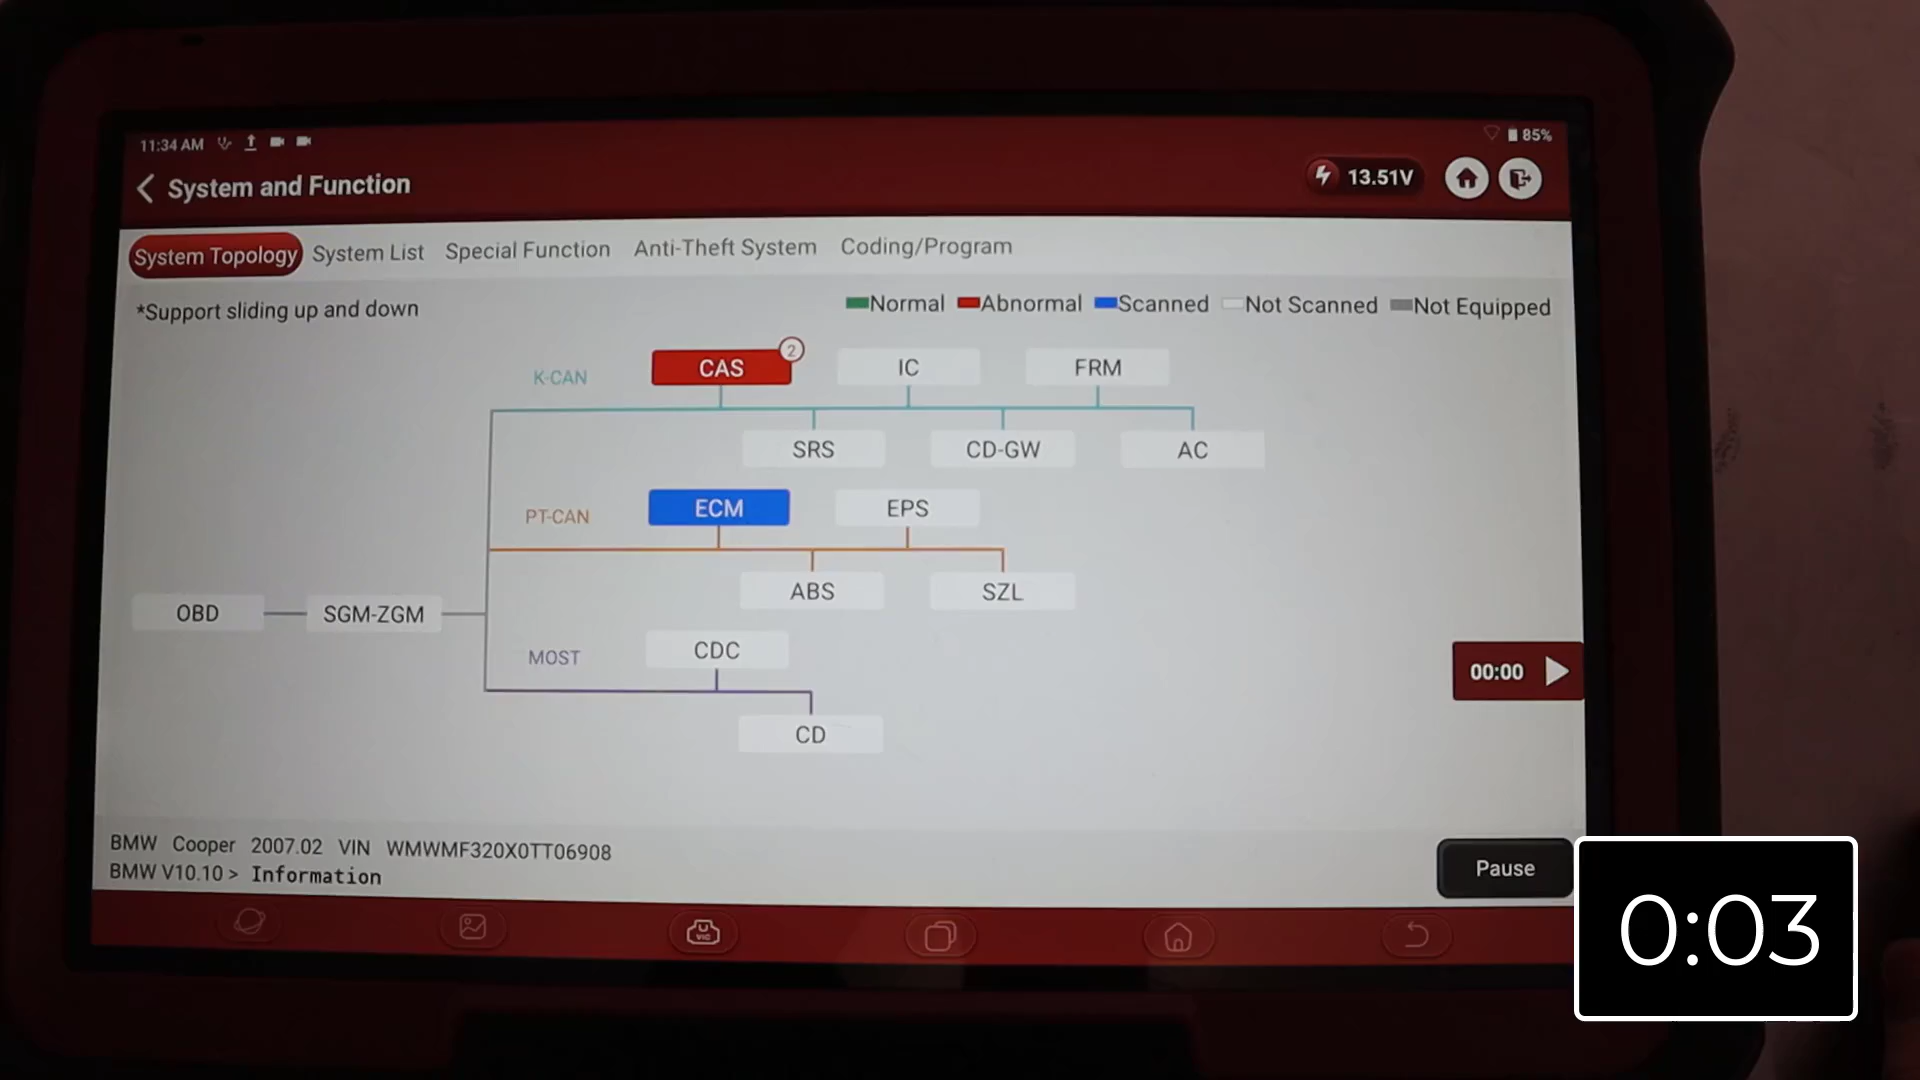 11:34 AM
85%
System and Function
13.51V
System Topology System List Special Function Anti-Theft System Coding/Program
*Support sliding up and down
Normal Abnormal Scanned Not Scanned Not Equipped
K-CAN
CAS
2
IC
FRM
SRS
CD-GW
AC
PT-CAN
ECM
EPS
ABS
SZL
OBD
SGM-ZGM
MOST
CDC
CD
00:00
BMW Cooper 2007.02 VIN WMWMF320X0TT06908
BMW V10.10 > Information
Pause
0:03